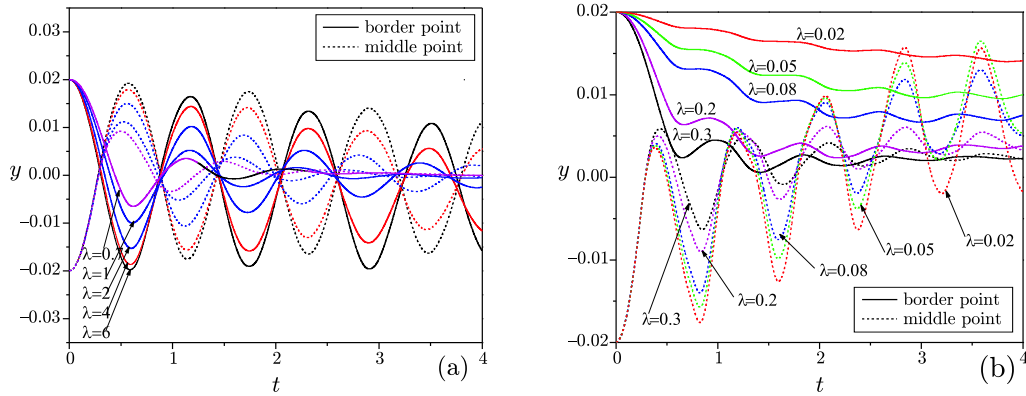 0.03
0.02
0.01
0.00
−0.01
−0.02
−0.03
y
0
1
2
3
4
t
(a)
border point
middle point
λ=0.7
λ=1
λ=2
λ=4
λ=6
0.02
0.01
0.00
−0.01
−0.02
y
0
1
2
3
4
t
(b)
λ=0.02
λ=0.05
λ=0.08
λ=0.2
λ=0.3
λ=0.02
λ=0.05
λ=0.08
λ=0.2
λ=0.3
border point
middle point